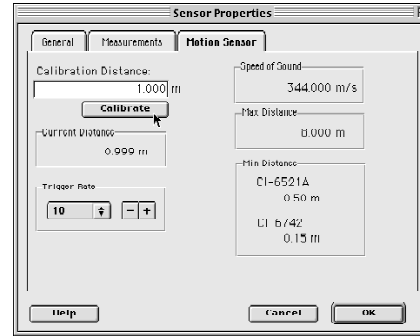 Sensor Properties
General Measurements Motion Sensor
Calibration Distance:
1.000 m
Calibrate
Current Distance
0.999 m
Trigger Rate
10
− +
Speed of Sound
344.000 m/s
Max Distance
8.000 m
Min Distance
CI-6521A
0.50 m
CI-6742
0.15 m
Help Cancel OK